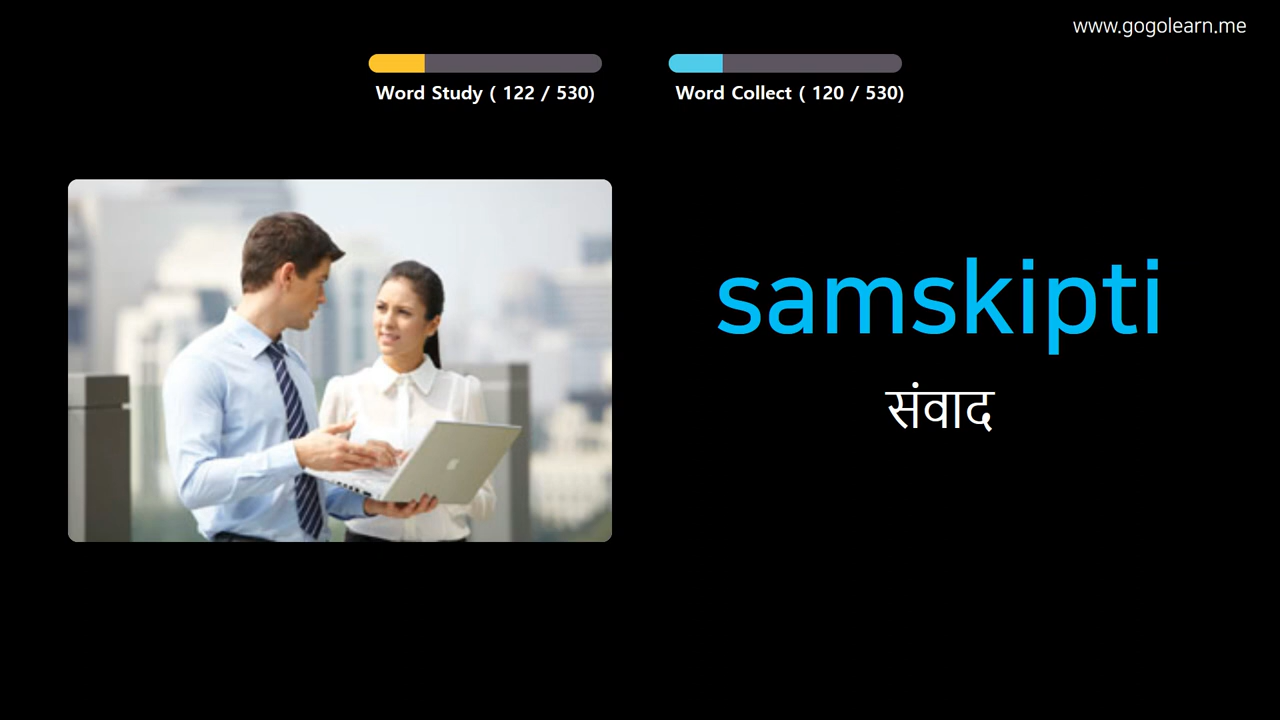 www.gogolearn.me
Word Study ( 122 / 530)
Word Collect ( 120 / 530)
samskipti
संवाद